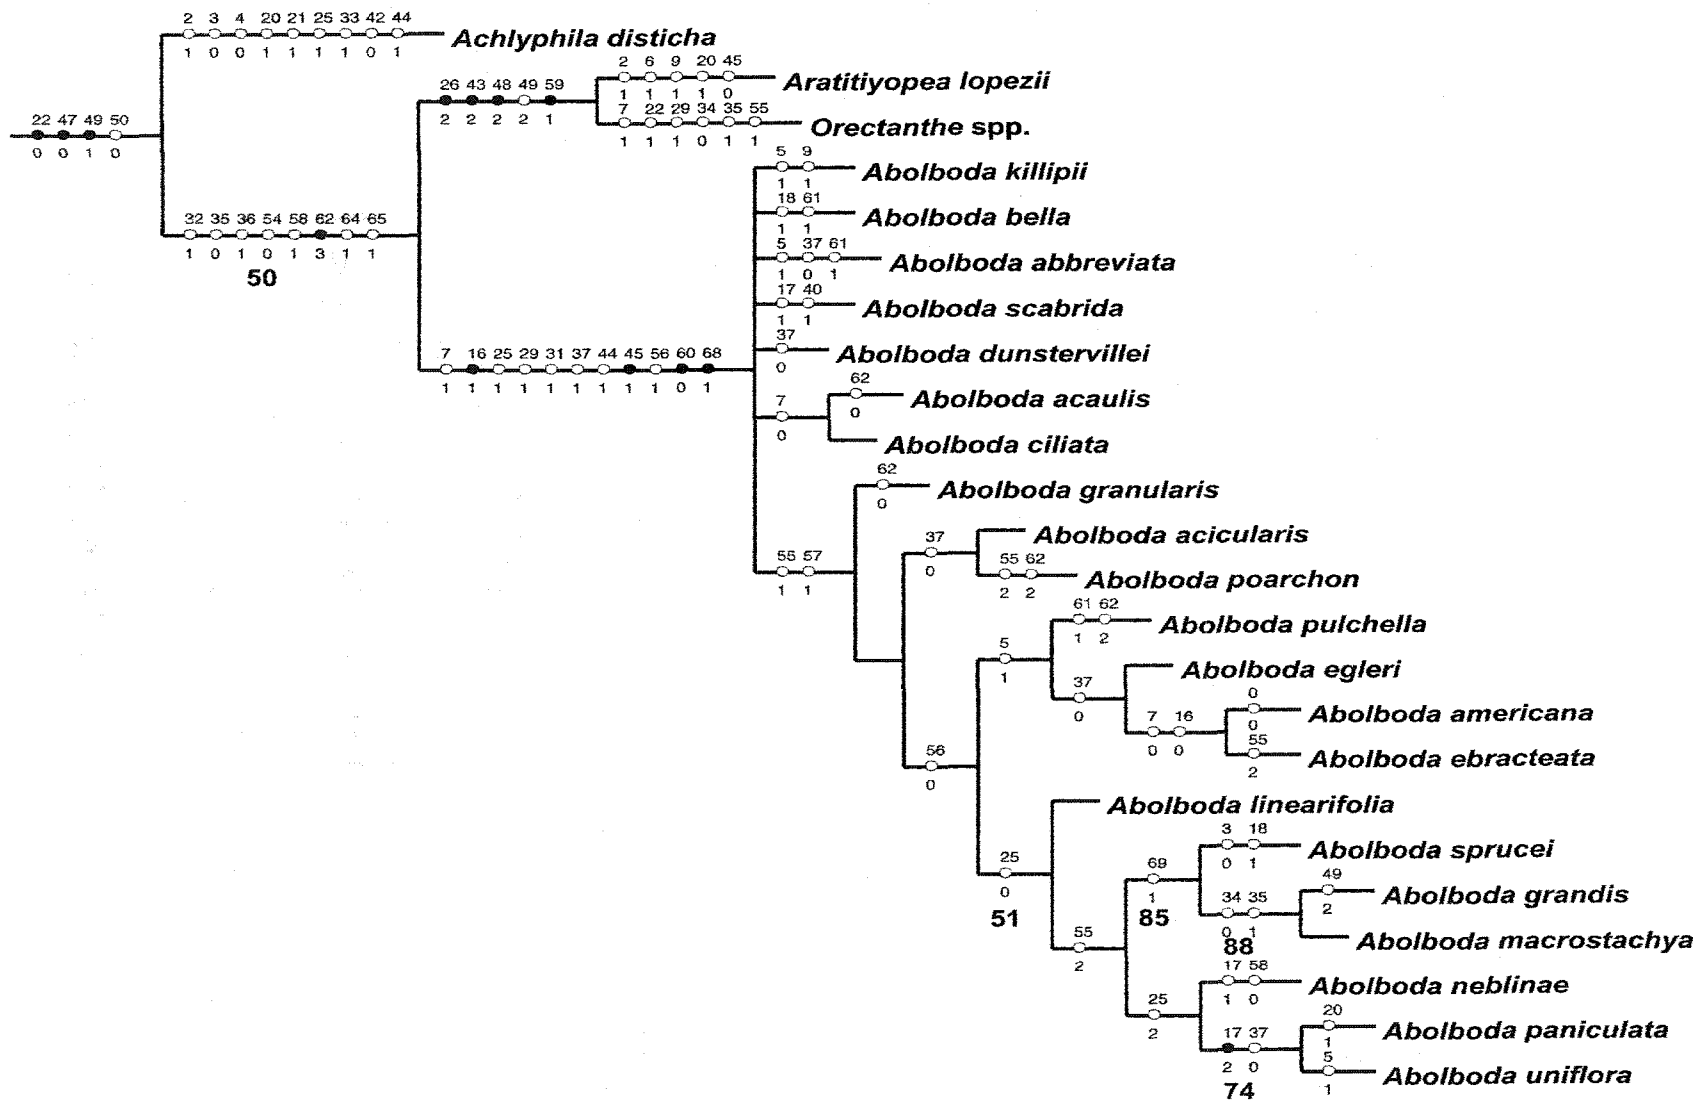 2 3 4 20 21 25 33 42 44
1 0 0 1 1 1 1 0 1
Achlyphila disticha
2 6 9 20 45
1 1 1 1 0
Aratitiyopea lopezii
26 43 48 49 59
2 2 2 2 1
7 22 29 34 35 55
1 1 1 0 1 1
Orectanthe spp.
22 47 49 50
0 0 1 0
5 9
1 1
Abolboda killipii
18 61
1 1
Abolboda bella
32 35 36 54 58 62 64 65
1 0 1 0 1 3 1 1
50
5 37 61
1 0 1
Abolboda abbreviata
17 40
1 1
Abolboda scabrida
37
0
Abolboda dunstervillei
7 16 25 29 31 37 44 45 56 60 68
1 1 1 1 1 1 1 1 1 0 1
62
0
Abolboda acaulis
7
0
Abolboda ciliata
62
0
Abolboda granularis
37
0
Abolboda acicularis
55 57
1 1
55 62
2 2
Abolboda poarchon
61 62
1 2
Abolboda pulchella
5
1
Abolboda egleri
37
0
0
0
Abolboda americana
7 16
0 0
55
2
Abolboda ebracteata
56
0
Abolboda linearifolia
3 18
0 1
Abolboda sprucei
25
0
51
69
1
85
49
2
Abolboda grandis
34 35
0 1
88
Abolboda macrostachya
55
2
17 58
1 0
Abolboda neblinae
25
2
20
1
Abolboda paniculata
17 37
2 0
74
5
1
Abolboda uniflora